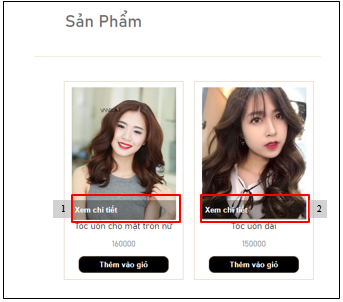 Sản Phẩm
Xem chi tiết
Xem chi tiết
1
2
Tóc uốn cho mặt tròn nữ
Tóc uốn dài
160000
150000
Thêm vào giỏ
Thêm vào giỏ